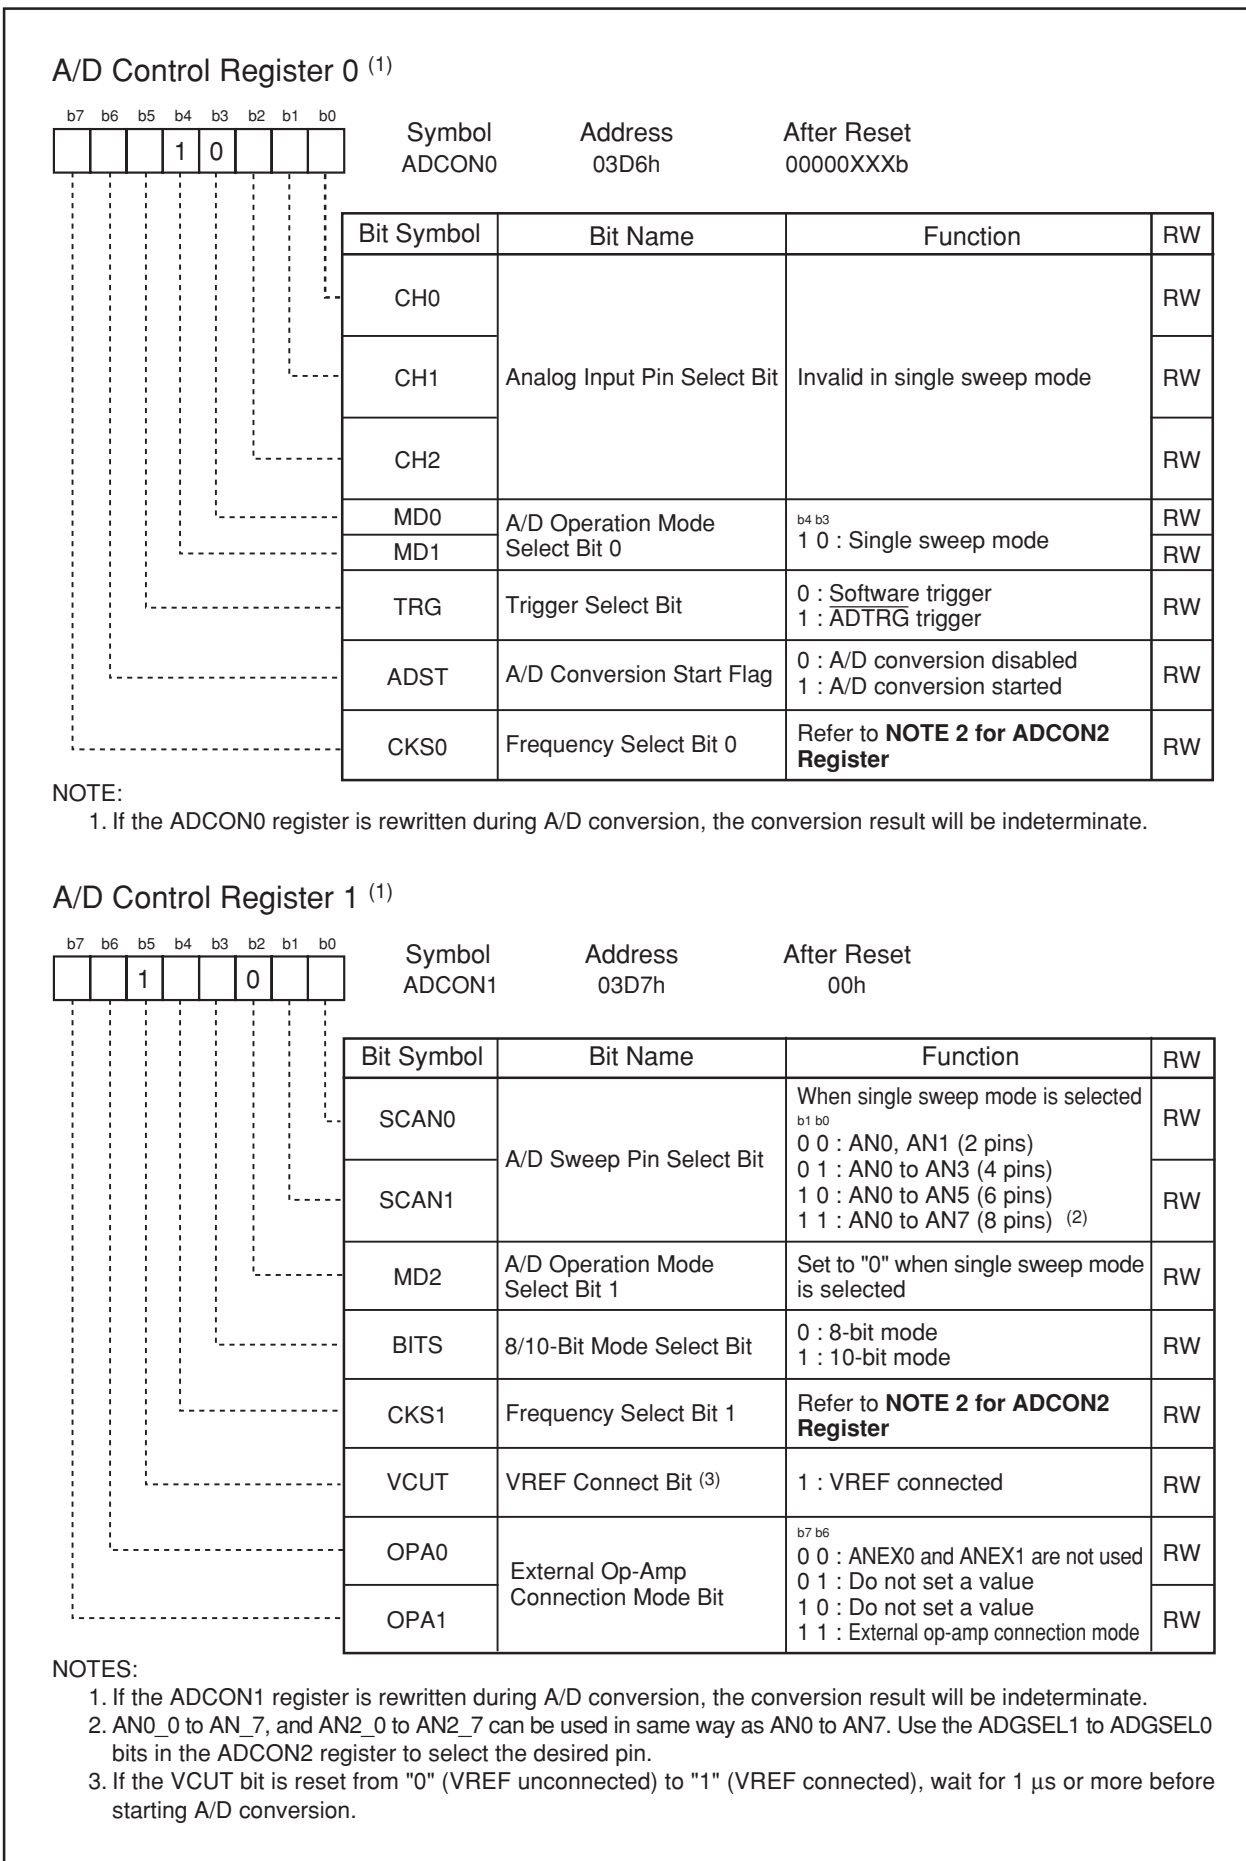 A/D Control Register 0 (1)
b7 b6 b5 b4 b3 b2 b1 b0
1 0
Symbol Address After Reset
ADCON0 03D6h 00000XXXb
Bit Symbol Bit Name Function RW
CH0 RW
CH1 Analog Input Pin Select Bit Invalid in single sweep mode RW
CH2 RW
MD0 A/D Operation Mode b4 b3 RW
MD1 Select Bit 0 1 0 : Single sweep mode RW
TRG Trigger Select Bit 0 : Software trigger RW
1 : ADTRG trigger
ADST A/D Conversion Start Flag 0 : A/D conversion disabled RW
1 : A/D conversion started
CKS0 Frequency Select Bit 0 Refer to NOTE 2 for ADCON2 RW
Register
NOTE:
1. If the ADCON0 register is rewritten during A/D conversion, the conversion result will be indeterminate.
A/D Control Register 1 (1)
b7 b6 b5 b4 b3 b2 b1 b0
1 0
Symbol Address After Reset
ADCON1 03D7h 00h
Bit Symbol Bit Name Function RW
When single sweep mode is selected
SCAN0 b1 b0 RW
0 0 : AN0, AN1 (2 pins)
A/D Sweep Pin Select Bit 0 1 : AN0 to AN3 (4 pins)
SCAN1 1 0 : AN0 to AN5 (6 pins) RW
1 1 : AN0 to AN7 (8 pins) (2)
MD2 A/D Operation Mode Set to "0" when single sweep mode RW
Select Bit 1 is selected
BITS 8/10-Bit Mode Select Bit 0 : 8-bit mode RW
1 : 10-bit mode
CKS1 Frequency Select Bit 1 Refer to NOTE 2 for ADCON2 RW
Register
VCUT VREF Connect Bit (3) 1 : VREF connected RW
b7 b6
OPA0 External Op-Amp 0 0 : ANEX0 and ANEX1 are not used RW
Connection Mode Bit 0 1 : Do not set a value
OPA1 1 0 : Do not set a value RW
1 1 : External op-amp connection mode
NOTES:
1. If the ADCON1 register is rewritten during A/D conversion, the conversion result will be indeterminate.
2. AN0_0 to AN_7, and AN2_0 to AN2_7 can be used in same way as AN0 to AN7. Use the ADGSEL1 to ADGSEL0
bits in the ADCON2 register to select the desired pin.
3. If the VCUT bit is reset from "0" (VREF unconnected) to "1" (VREF connected), wait for 1 μs or more before
starting A/D conversion.